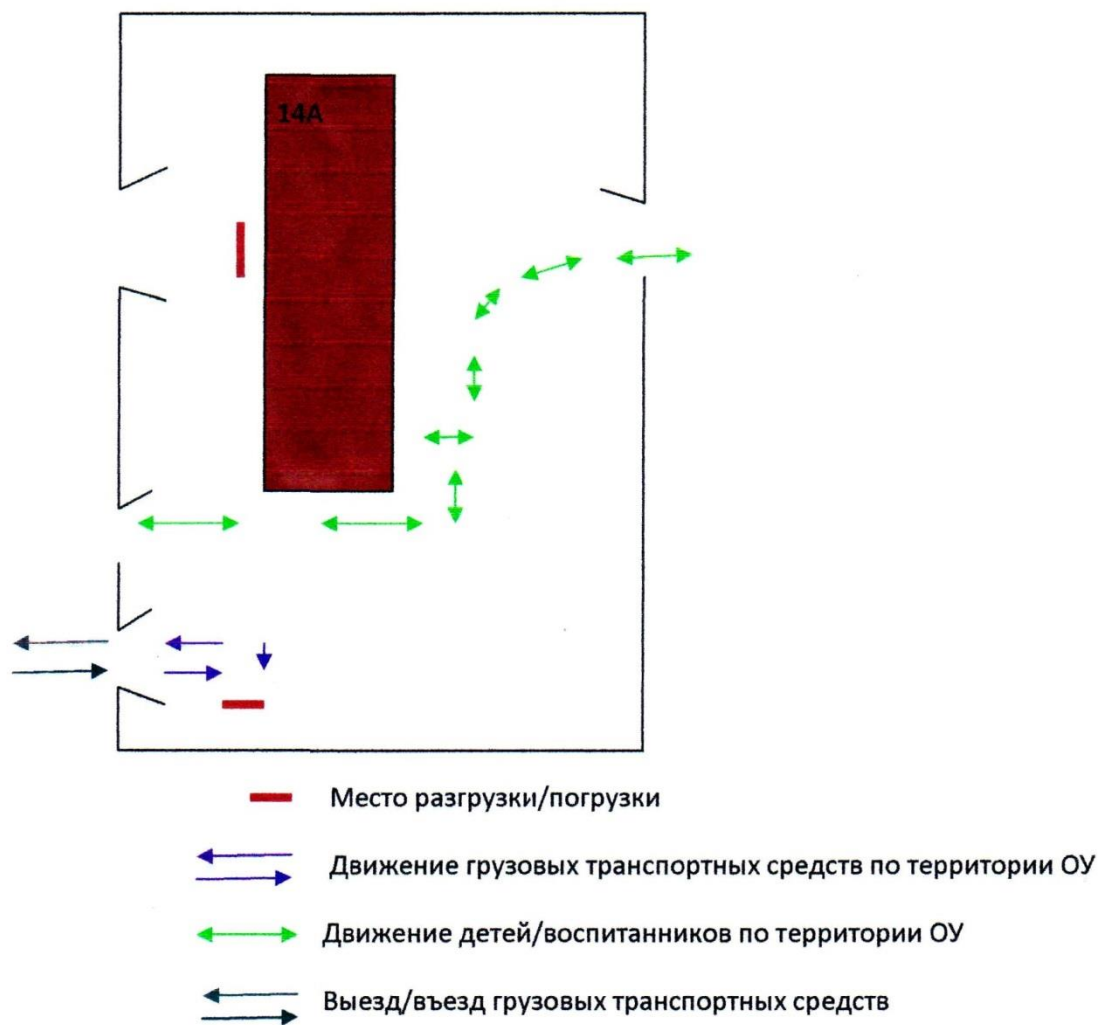 14А
Место разгрузки/погрузки
Движение грузовых транспортных средств по территории ОУ
Движение детей/воспитанников по территории ОУ
Выезд/въезд грузовых транспортных средств